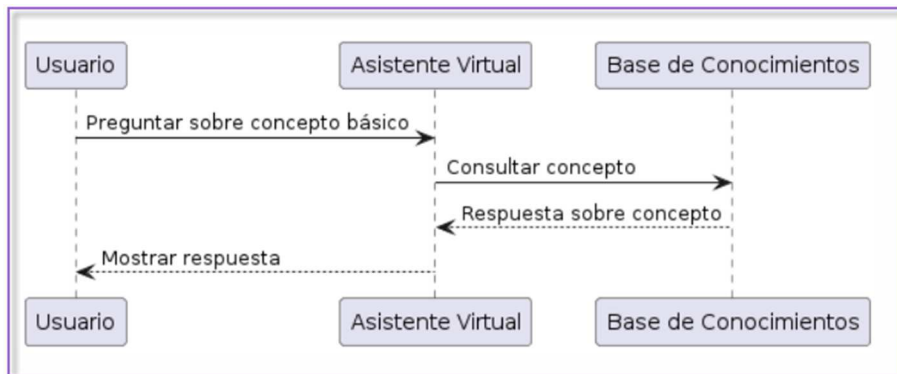 Usuario
Asistente Virtual
Base de Conocimientos
Preguntar sobre concepto básico
Consultar concepto
Respuesta sobre concepto
Mostrar respuesta
Usuario
Asistente Virtual
Base de Conocimientos